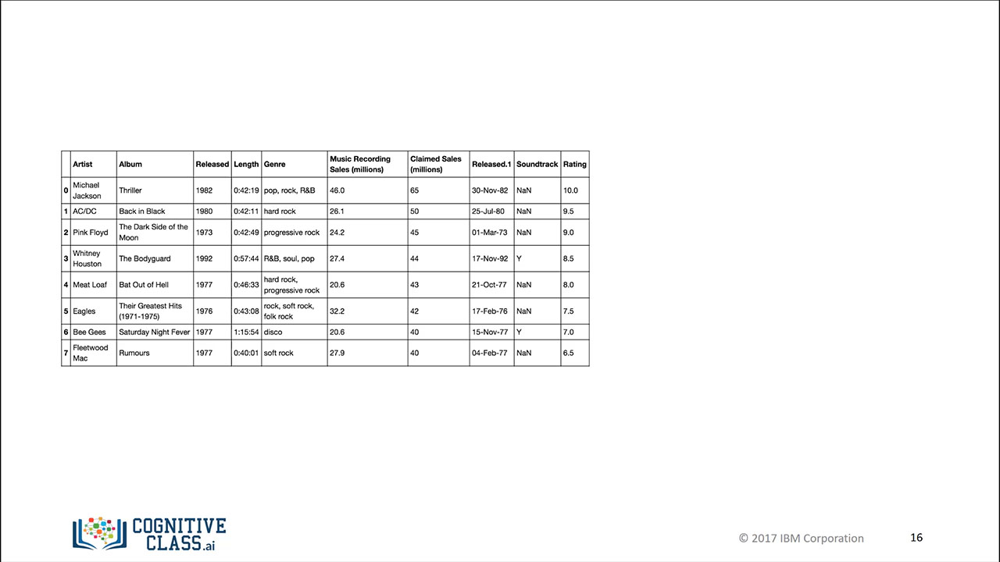 Artist Album Released Length Genre Music Recording Sales (millions) Claimed Sales (millions) Released.1 Soundtrack Rating
0 Michael Jackson Thriller 1982 0:42:19 pop, rock, R&B 46.0 65 30-Nov-82 NaN 10.0
1 AC/DC Back in Black 1980 0:42:11 hard rock 26.1 50 25-Jul-80 NaN 9.5
2 Pink Floyd The Dark Side of the Moon 1973 0:42:49 progressive rock 24.2 45 01-Mar-73 NaN 9.0
3 Whitney Houston The Bodyguard 1992 0:57:44 R&B, soul, pop 27.4 44 17-Nov-92 Y 8.5
4 Meat Loaf Bat Out of Hell 1977 0:46:33 hard rock, progressive rock 20.6 43 21-Oct-77 NaN 8.0
5 Eagles Their Greatest Hits (1971-1975) 1976 0:43:08 rock, soft rock, folk rock 32.2 42 17-Feb-76 NaN 7.5
6 Bee Gees Saturday Night Fever 1977 1:15:54 disco 20.6 40 15-Nov-77 Y 7.0
7 Fleetwood Mac Rumours 1977 0:40:01 soft rock 27.9 40 04-Feb-77 NaN 6.5
COGNITIVE
CLASS.ai
© 2017 IBM Corporation 16